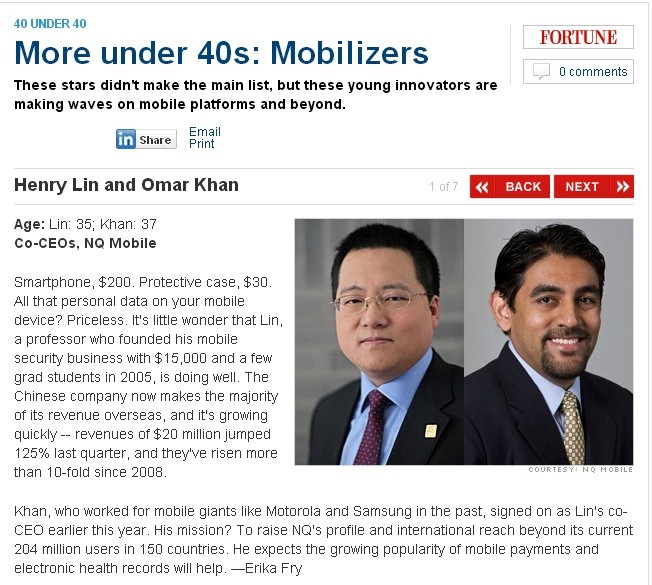 40 UNDER 40
More under 40s: Mobilizers
These stars didn't make the main list, but these young innovators are
making waves on mobile platforms and beyond.
FORTUNE
0 comments
in Share
Email
Print
Henry Lin and Omar Khan
1 of 7
BACK
NEXT
Age: Lin: 35; Khan: 37
Co-CEOs, NQ Mobile
Smartphone, $200. Protective case, $30.
All that personal data on your mobile
device? Priceless. It's little wonder that Lin,
a professor who founded his mobile
security business with $15,000 and a few
grad students in 2005, is doing well. The
Chinese company now makes the majority
of its revenue overseas, and it's growing
quickly -- revenues of $20 million jumped
125% last quarter, and they've risen more
than 10-fold since 2008.
COURTESY: NQ MOBILE
Khan, who worked for mobile giants like Motorola and Samsung in the past, signed on as Lin's co-
CEO earlier this year. His mission? To raise NQ's profile and international reach beyond its current
204 million users in 150 countries. He expects the growing popularity of mobile payments and
electronic health records will help. —Erika Fry